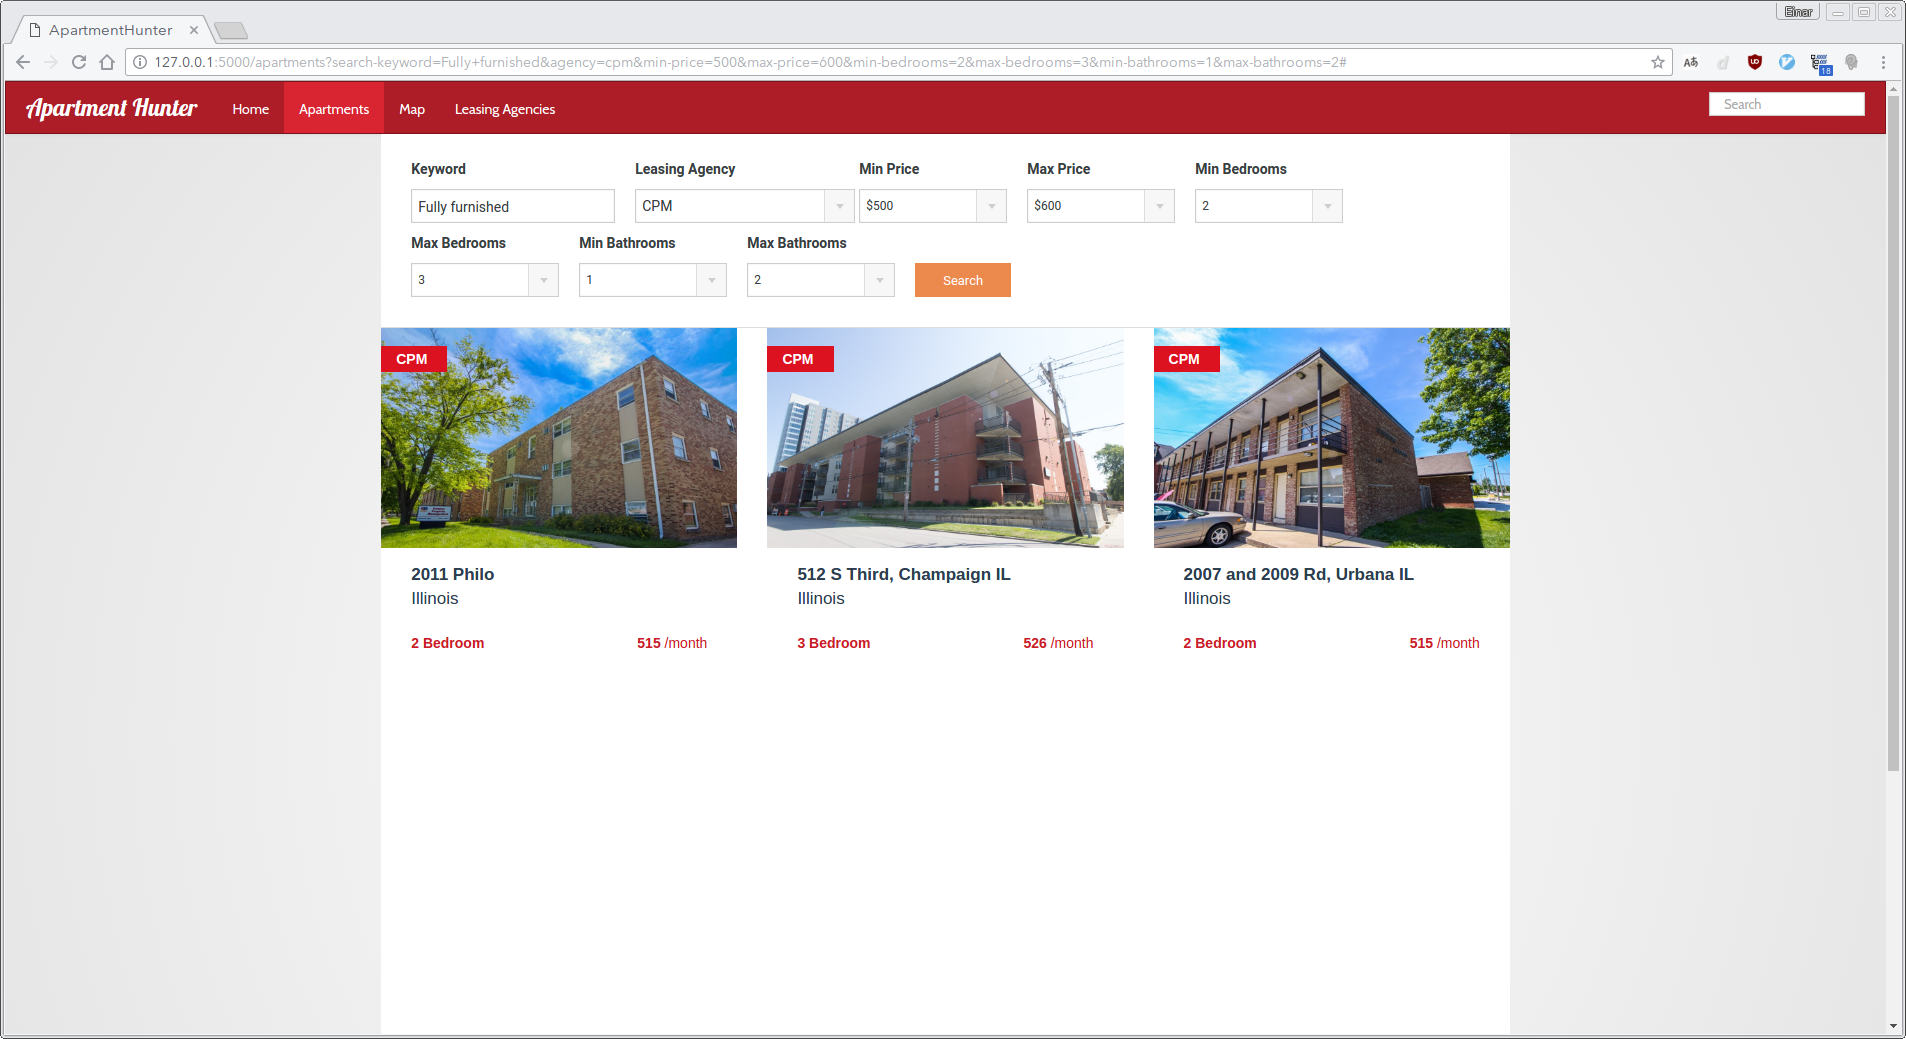 Einar
ApartmentHunter
127.0.0.1:5000/apartments?search-keyword=Fully+furnished&agency=cpm&min-price=500&max-price=600&min-bedrooms=2&max-bedrooms=3&min-bathrooms=1&max-bathrooms=2#
18
Apartment Hunter Home Apartments Map Leasing Agencies Search
Keyword Leasing Agency Min Price Max Price Min Bedrooms
Fully furnished CPM $500 $600 2
Max Bedrooms Min Bathrooms Max Bathrooms
3 1 2 Search
CPM CPM CPM
2011 Philo 512 S Third, Champaign IL 2007 and 2009 Rd, Urbana IL
Illinois Illinois Illinois
2 Bedroom 515 /month 3 Bedroom 526 /month 2 Bedroom 515 /month